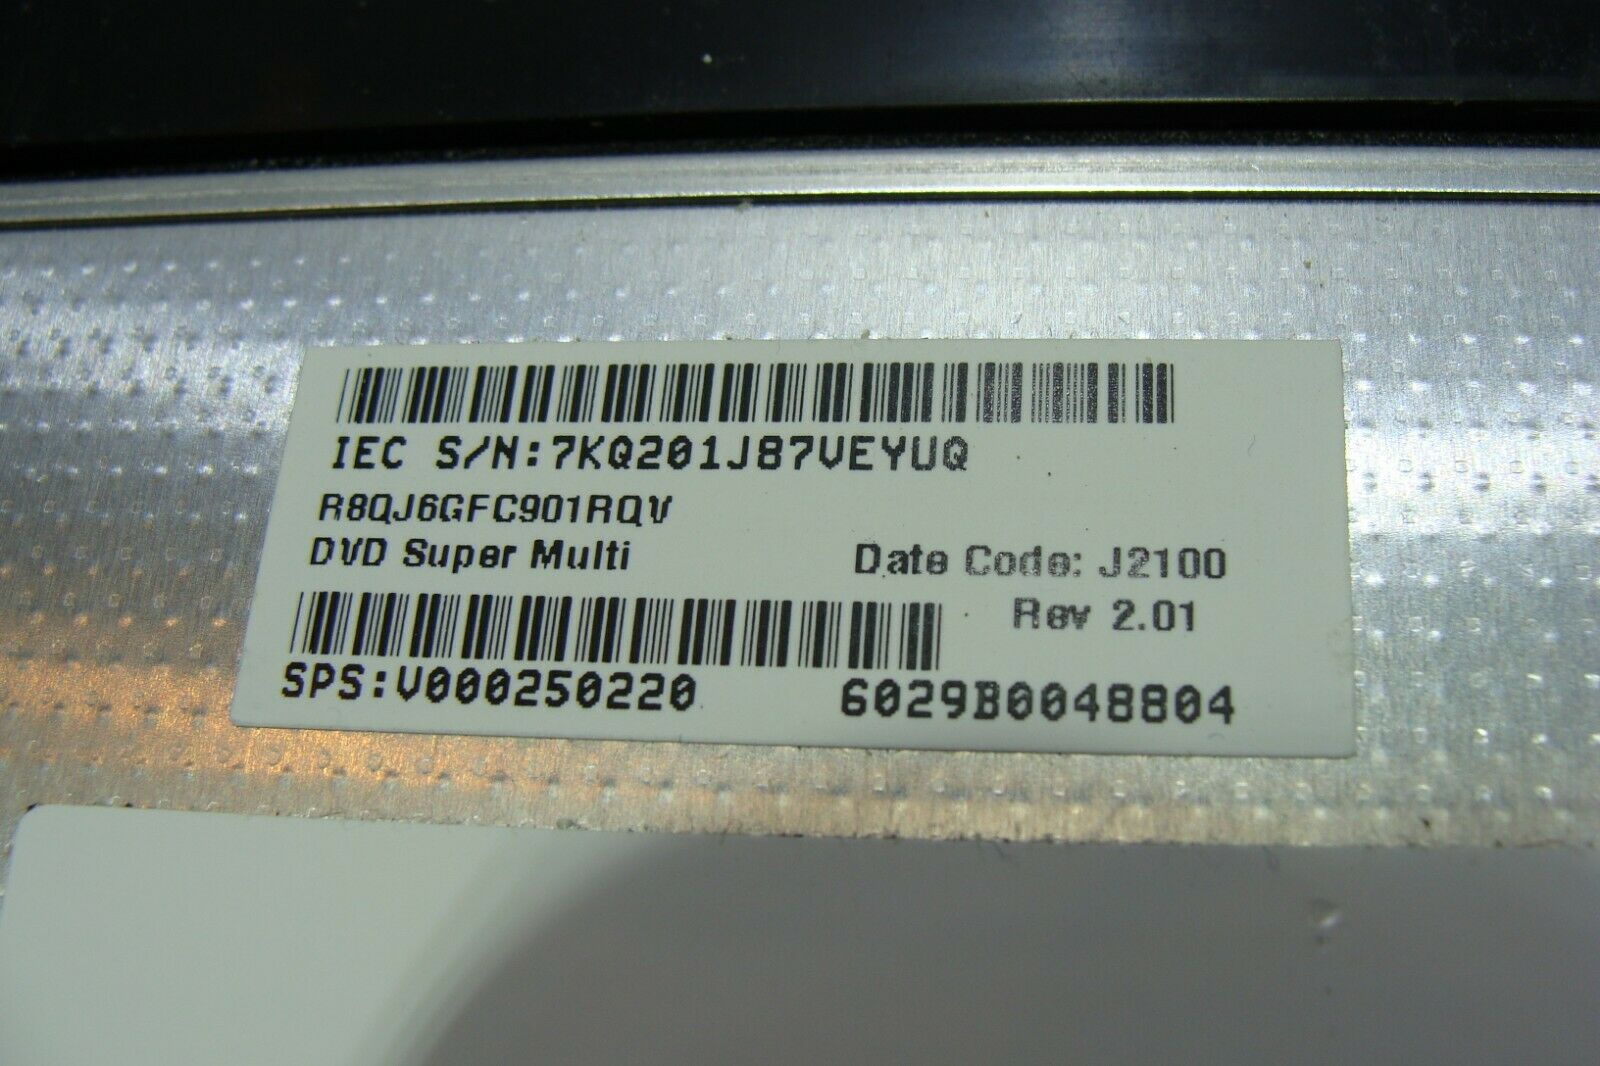 IEC S/N:7KQ201J87VEYUQ
R8QJ6GFC901RQV
DVD Super Multi
Date Code: J2100
Rev 2.01
SPS:V000250220
6029B0048804